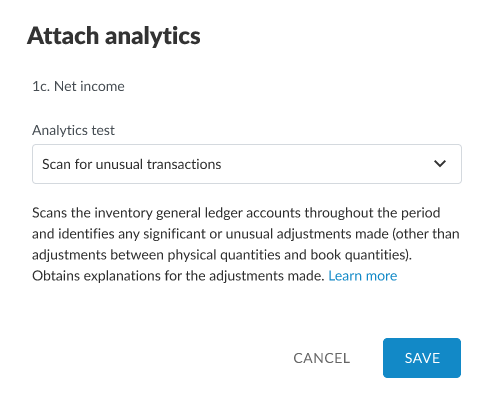 Attach analytics
1c. Net income
Analytics test
Scan for unusual transactions
Scans the inventory general ledger accounts throughout the period
and identifies any significant or unusual adjustments made (other than
adjustments between physical quantities and book quantities).
Obtains explanations for the adjustments made. Learn more
CANCEL SAVE